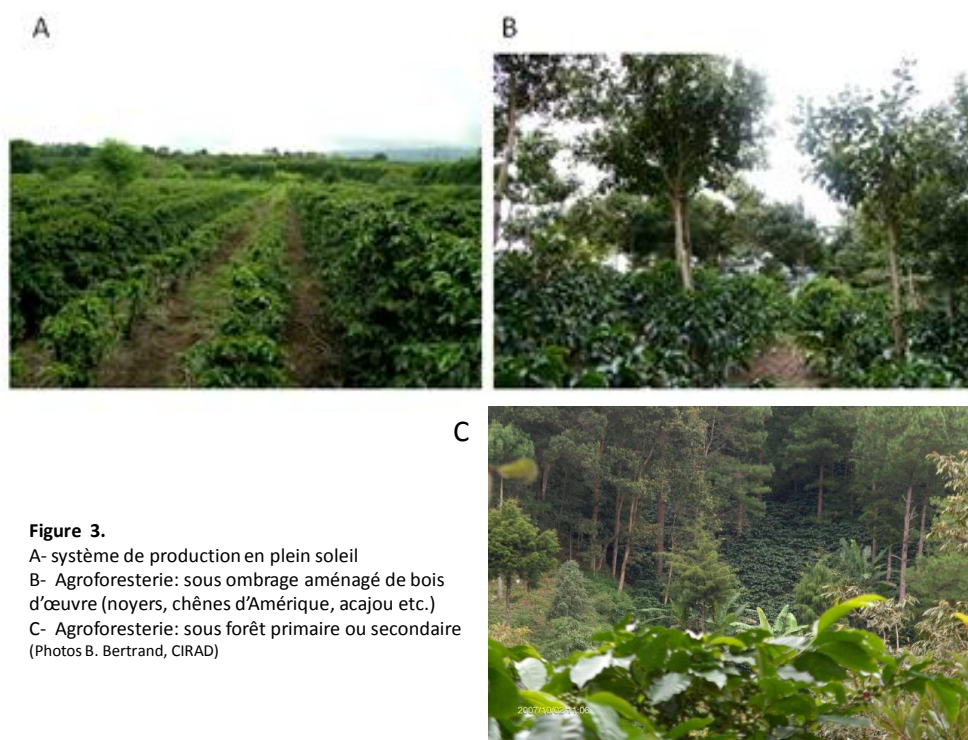 A
B
C
Figure 3.
A- système de production en plein soleil
B- Agroforesterie: sous ombrage aménagé de bois
d’œuvre (noyers, chênes d’Amérique, acajou etc.)
C- Agroforesterie: sous forêt primaire ou secondaire
(Photos B. Bertrand, CIRAD)